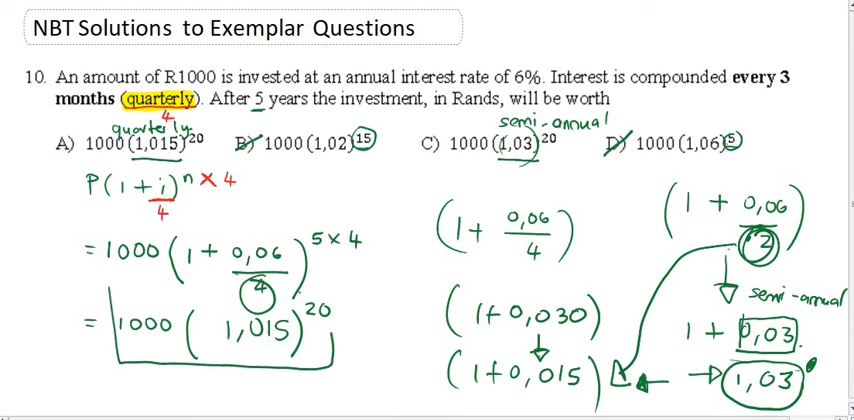 NBT Solutions to Exemplar Questions
10. An amount of R1000 is invested at an annual interest rate of 6%. Interest is compounded every 3
months (quarterly). After 5 years the investment, in Rands, will be worth
4
quarterly
semi-annual
A) 1000(1,015)^20 B) 1000(1,02)^15 C) 1000(1,03)^20 D) 1000(1,06)^5
P(1 + i/4)^n × 4
= 1000 (1 + 0,06/4)^5 × 4
= 1000 (1,015)^20
(1 + 0,06/4)
(1 + 0,030)
(1 + 0,015)
(1 + 0,06/2)
semi-annual
1 + 0,03
1,03